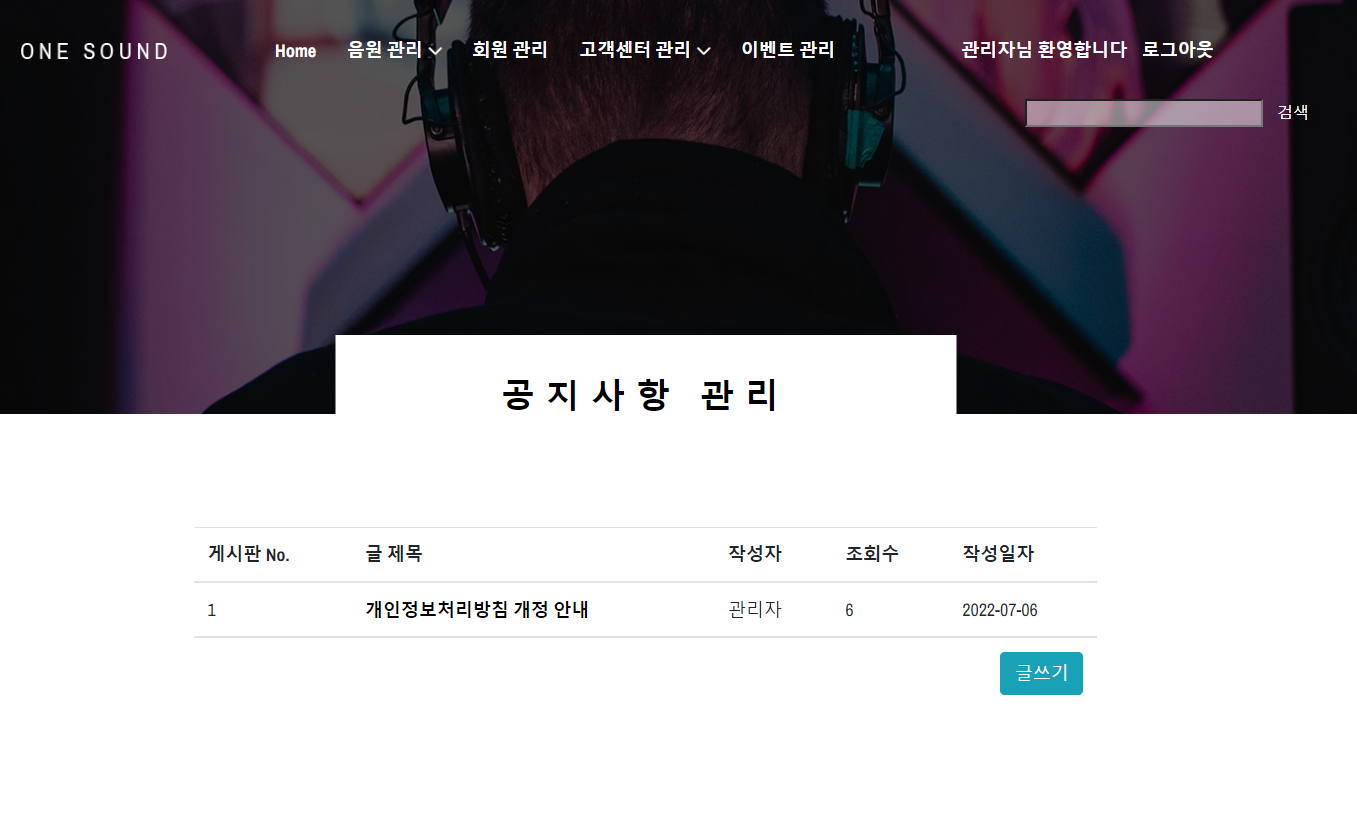 ONE SOUND Home 음원 관리 회원 관리 고객센터 관리 이벤트 관리 관리자님 환영합니다 로그아웃
검색
공지사항 관리
게시판 No. 글 제목 작성자 조회수 작성일자
1 개인정보처리방침 개정 안내 관리자 6 2022-07-06
글쓰기